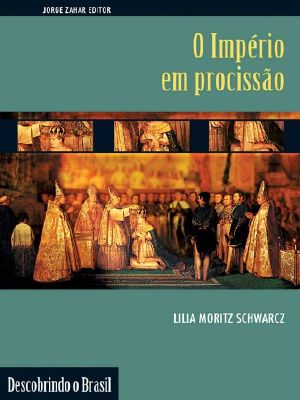 JORGE ZAHAR EDITOR
O Império
em procissão
LILIA MORITZ SCHWARCZ
Descobrindo o Brasil